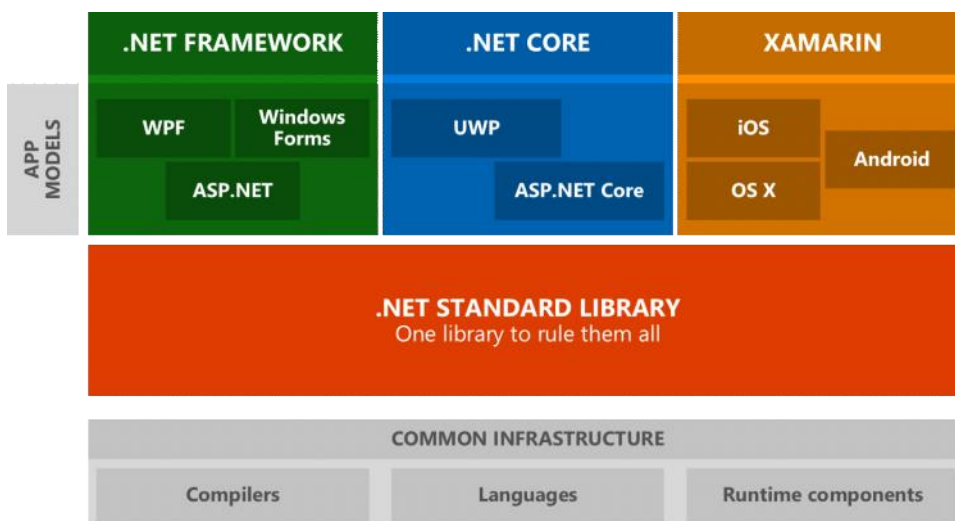 .NET FRAMEWORK
.NET CORE
XAMARIN
APP
MODELS
WPF
Windows
Forms
ASP.NET
UWP
ASP.NET Core
iOS
Android
OS X
.NET STANDARD LIBRARY
One library to rule them all
COMMON INFRASTRUCTURE
Compilers
Languages
Runtime components